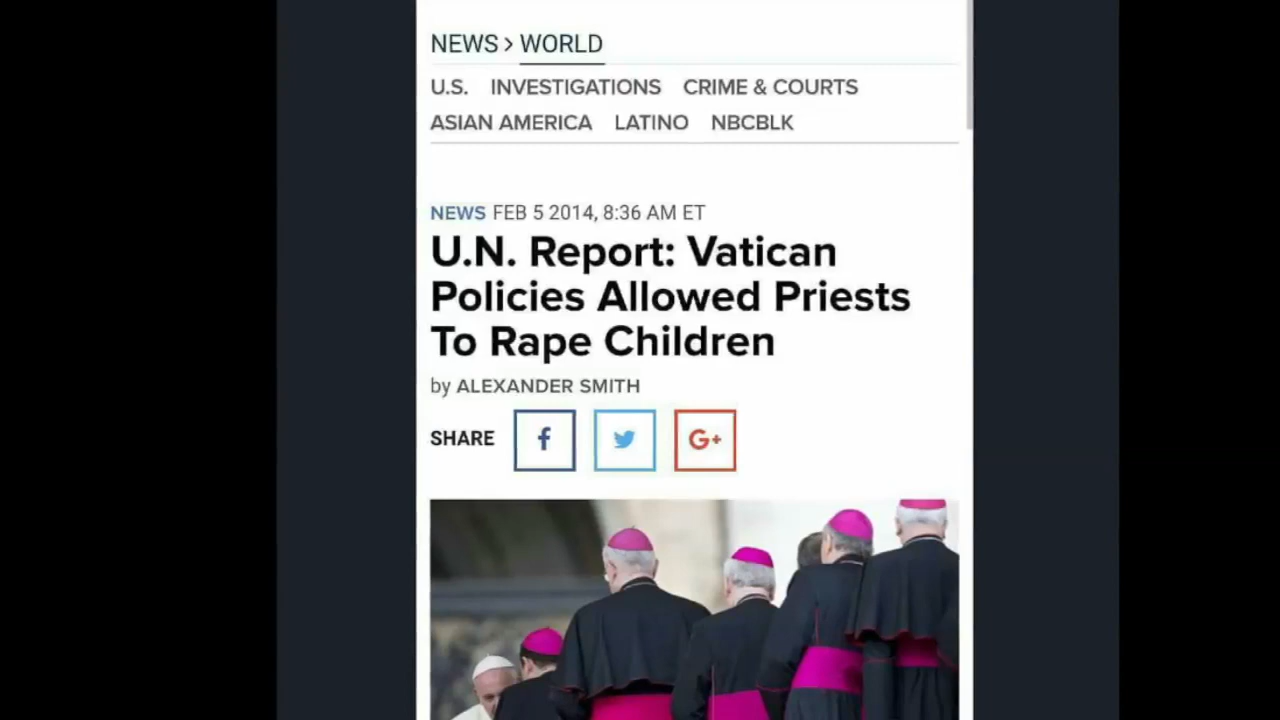 NEWS > WORLD
U.S. INVESTIGATIONS CRIME & COURTS
ASIAN AMERICA LATINO NBCBLK
NEWS FEB 5 2014, 8:36 AM ET
U.N. Report: Vatican
Policies Allowed Priests
To Rape Children
by ALEXANDER SMITH
SHARE f G+